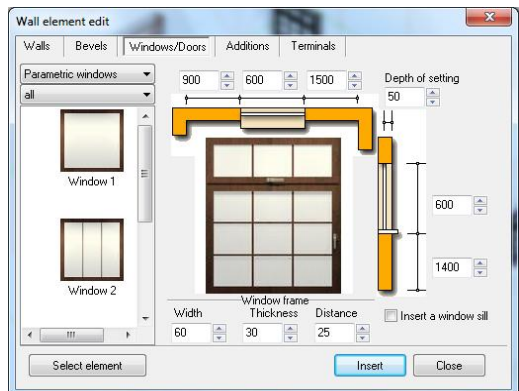 Wall element edit
Walls Bevels Windows/Doors Additions Terminals
Parametric windows
all
900 600 1500
Depth of setting
50
Window 1
Window 2
600
1400
Window frame
Width Thickness Distance
60 30 25
Insert a window sill
Select element
Insert Close